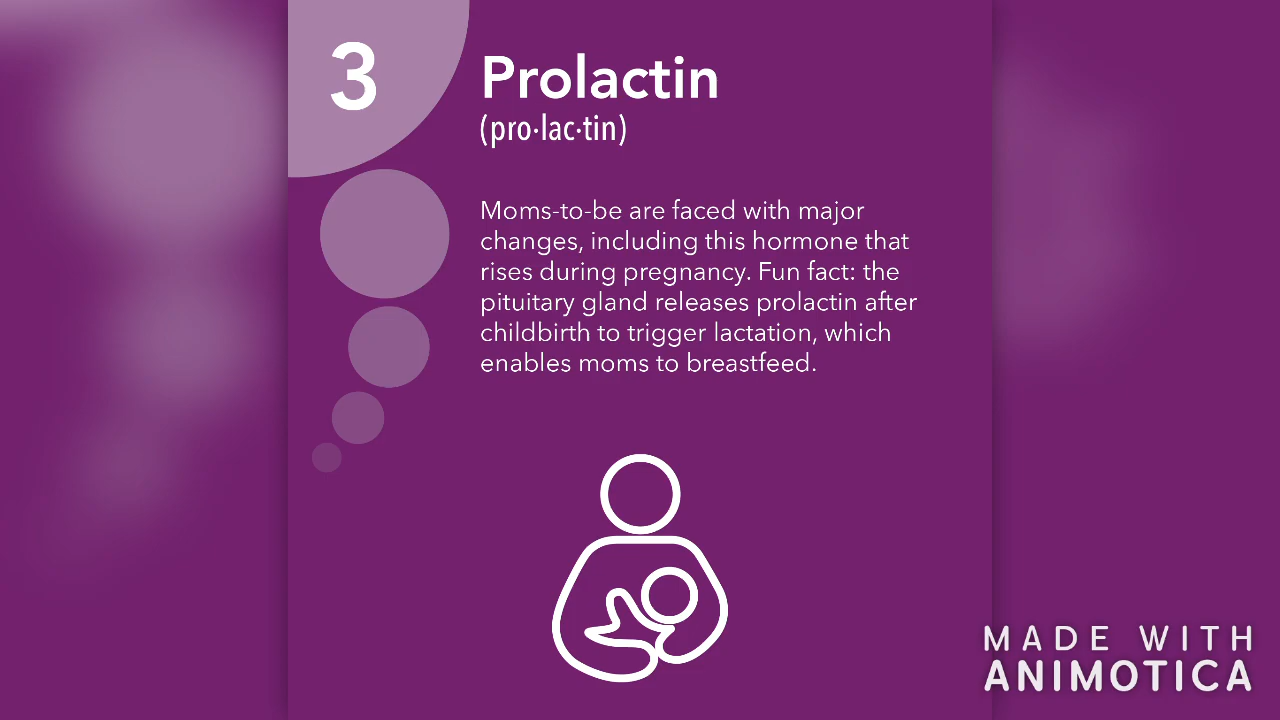 3
Prolactin
(pro·lac·tin)
Moms-to-be are faced with major
changes, including this hormone that
rises during pregnancy. Fun fact: the
pituitary gland releases prolactin after
childbirth to trigger lactation, which
enables moms to breastfeed.
MADE WITH
ANIMOTICA